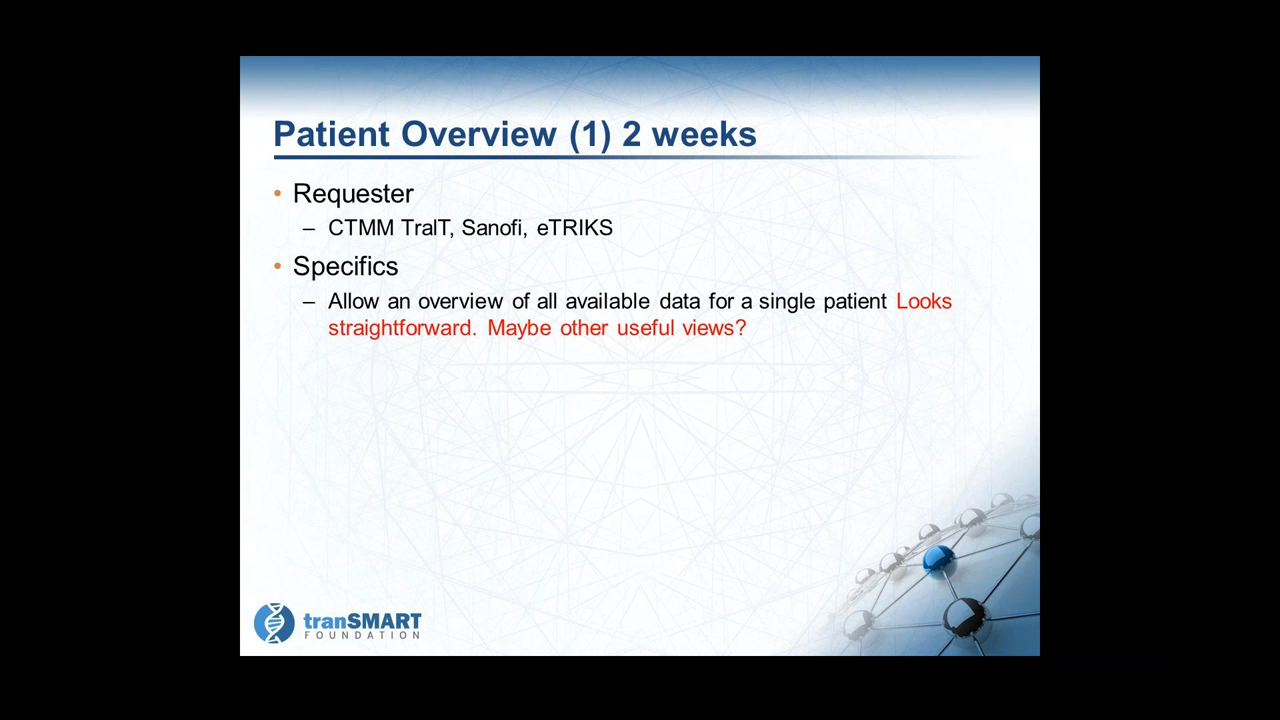 Patient Overview (1) 2 weeks
• Requester
– CTMM TraIT, Sanofi, eTRIKS
• Specifics
– Allow an overview of all available data for a single patient Looks
straightforward. Maybe other useful views?
tranSMART
FOUNDATION